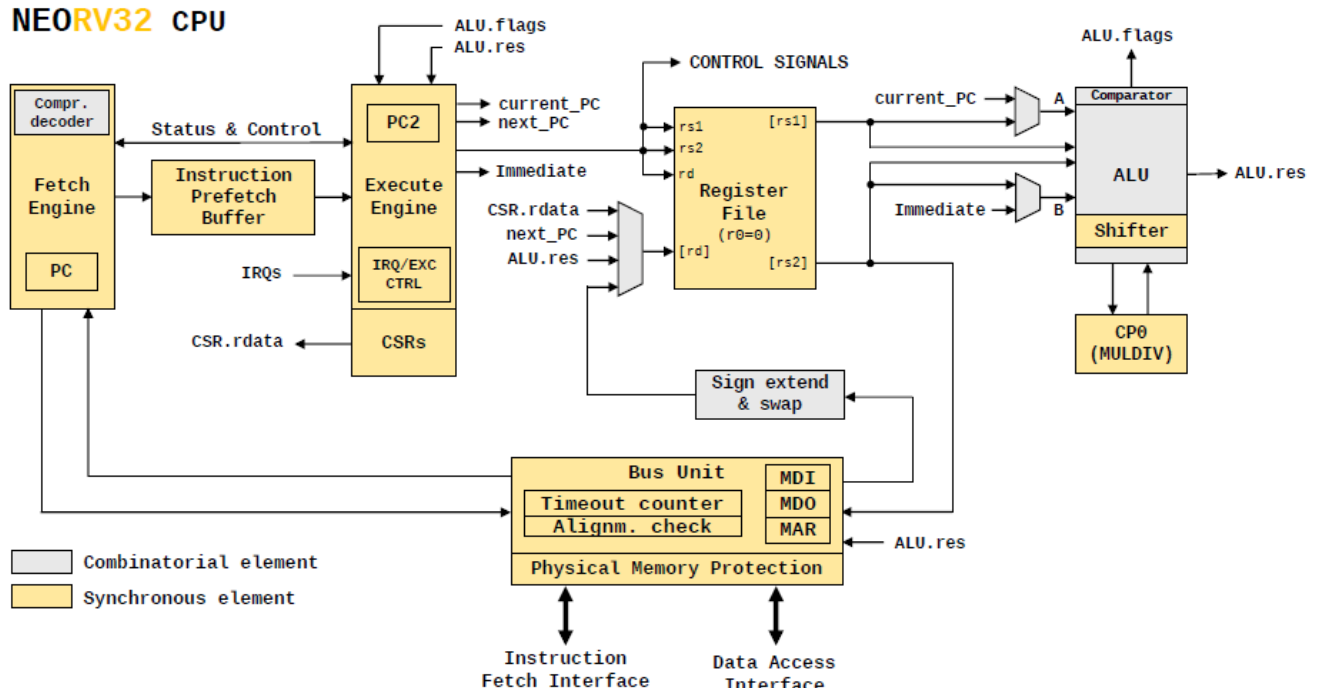 NEORV32 CPU
ALU.flags
ALU.res
CONTROL SIGNALS
ALU.flags
Compr.
decoder
Status & Control
Fetch
Engine
PC
Instruction
Prefetch
Buffer
IRQs
CSR.rdata
PC2
Execute
Engine
IRQ/EXC
CTRL
CSRs
current_PC
next_PC
Immediate
CSR.rdata
next_PC
ALU.res
rs1
rs2
rd
[rd]
[rs1]
[rs2]
Register
File
(r0=0)
current_PC
A
Immediate
B
Comparator
ALU
Shifter
ALU.res
CP0
(MULDIV)
Sign extend
& swap
Bus Unit
Timeout counter
Alignm. check
MDI
MDO
MAR
ALU.res
Physical Memory Protection
Combinatorial element
Synchronous element
Instruction
Fetch Interface
Data Access
Interface